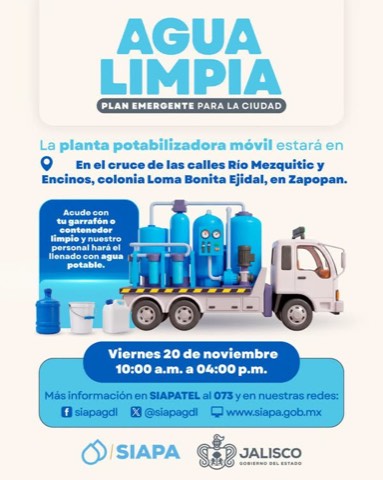 AGUA
LIMPIA
PLAN EMERGENTE PARA LA CIUDAD
La planta potabilizadora móvil estará en
En el cruce de las calles Río Mezquitic y
Encinos, colonia Loma Bonita Ejidal, en Zapopan.
Acude con
tu garrafón o
contenedor
limpio y nuestro
personal hará el
llenado con agua
potable.
Viernes 20 de noviembre
10:00 a.m. a 04:00 p.m.
Más información en SIAPATEL al 073 y en nuestras redes:
siapagdl @siapagdl www.siapa.gob.mx
SIAPA JALISCO
GOBIERNO DEL ESTADO